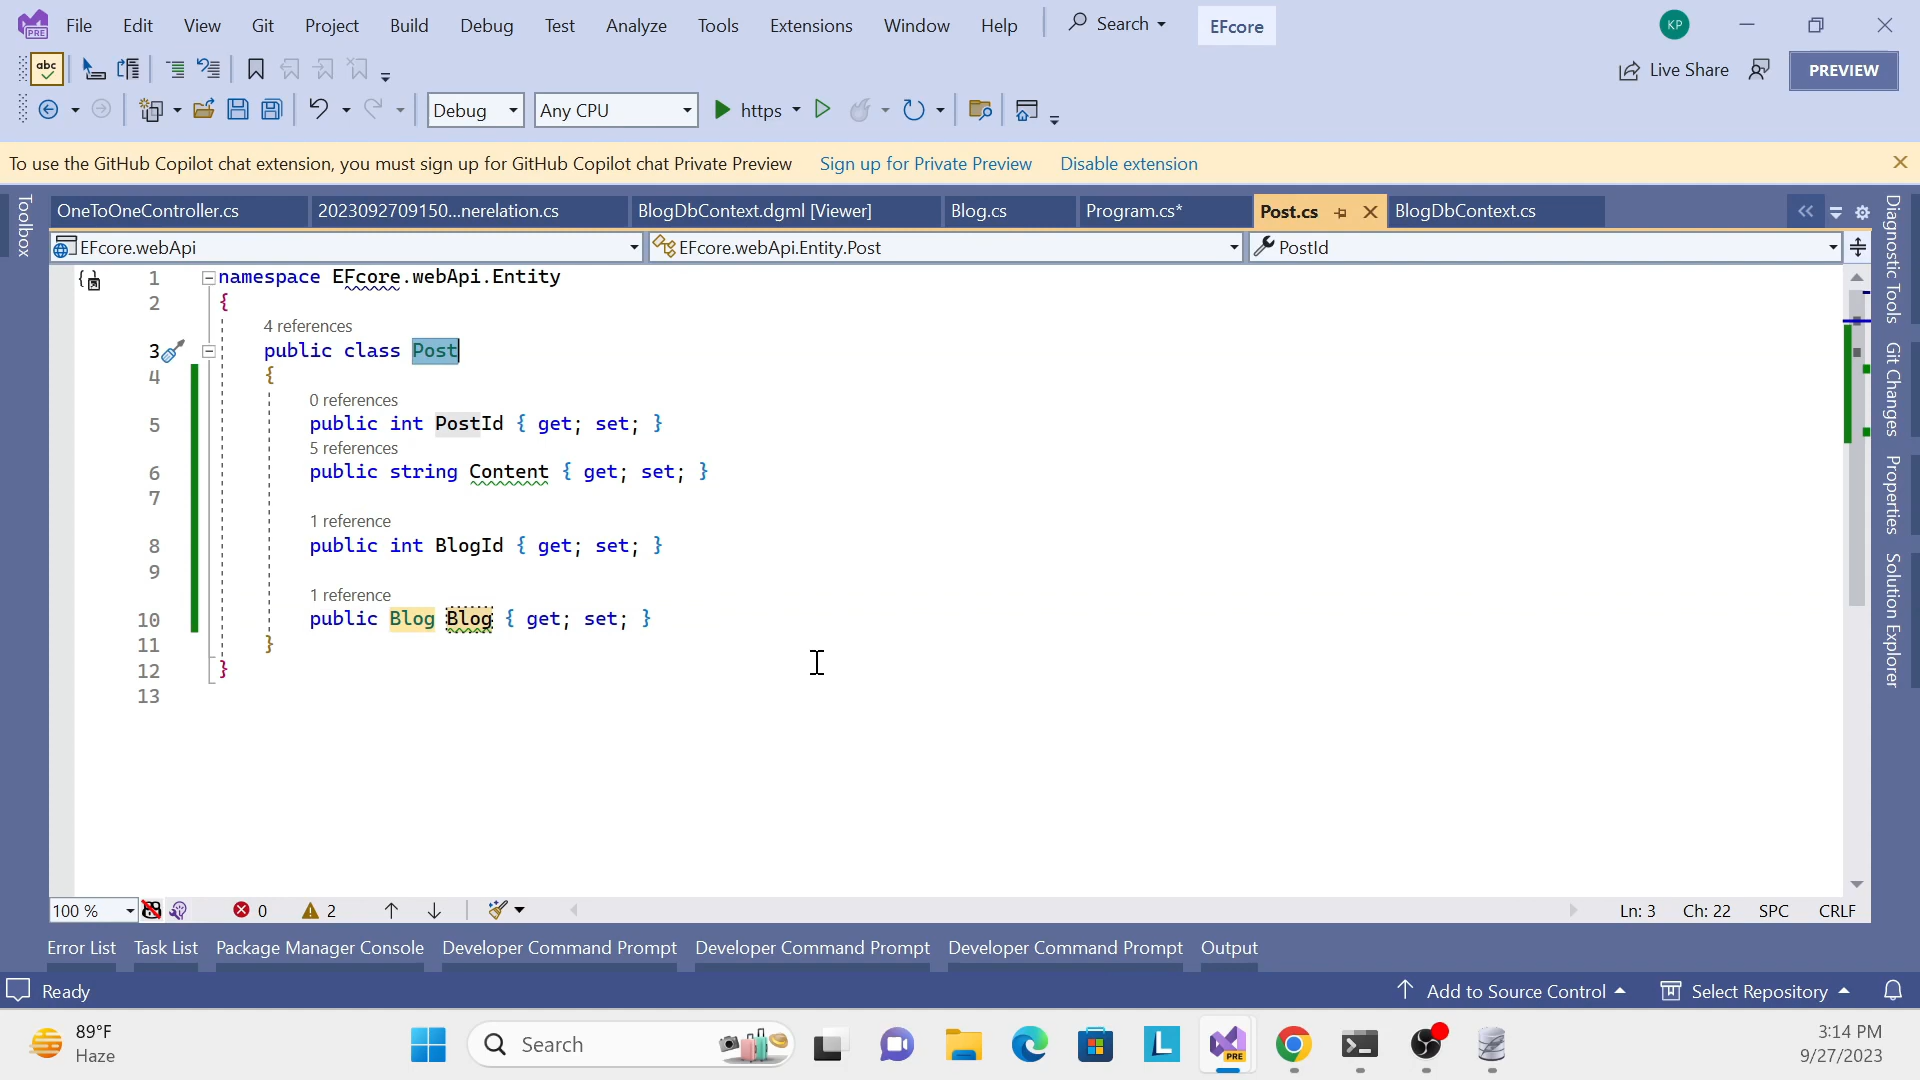 File Edit View Git Project Build Debug Test Analyze Tools Extensions Window Help Search EFcore KP
abc Live Share PREVIEW
Debug Any CPU https
To use the GitHub Copilot chat extension, you must sign up for GitHub Copilot chat Private Preview Sign up for Private Preview Disable extension
Toolbox
OneToOneController.cs 2023092709150...nerelation.cs BlogDbContext.dgml [Viewer] Blog.cs Program.cs* Post.cs BlogDbContext.cs
EFcore.webApi EFcore.webApi.Entity.Post PostId
1 namespace EFcore.webApi.Entity
2 {
4 references
3 public class Post
4 {
0 references
5 public int PostId { get; set; }
5 references
6 public string Content { get; set; }
7
1 reference
8 public int BlogId { get; set; }
9
1 reference
10 public Blog Blog { get; set; }
11 }
12 }
13
Diagnostic Tools
Git Changes
Properties
Solution Explorer
100 % 0 2 Ln: 3 Ch: 22 SPC CRLF
Error List Task List Package Manager Console Developer Command Prompt Developer Command Prompt Developer Command Prompt Output
Ready Add to Source Control Select Repository
89°F
Haze
Search
L
PRE
3:14 PM
9/27/2023